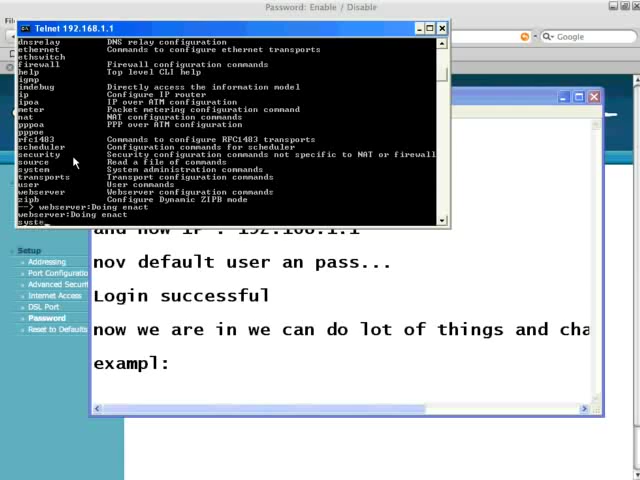 Password: Enable / Disable
Google
Telnet 192.168.1.1
dnsrelay DNS relay configuration
ethernet Commands to configure ethernet transports
ethswitch
firewall Firewall configuration commands
help Top level CLI help
igmp
imdebug Directly access the information model
ip Configure IP router
ipoa IP over ATM configuration
meter Packet metering configuration command
nat NAT configuration commands
pppoa PPP over ATM configuration
pppoe
rfc1483 Commands to configure RFC1483 transports
scheduler Configuration commands for scheduler
security Security configuration commands not specific to NAT or firewall
source Read a file of commands
system System administration commands
transports Transport configuration commands
user User commands
webserver Webserver configuration commands
zipb Configure Dynamic ZIPB mode
--> webserver:Doing enact
webserver:Doing enact
syste_
and now ip : 192.168.1.1
nov default user an pass...
Login successful
now we are in we can do lot of things and cha
exampl:
Setup
» Addressing
» Port Configuratio
» Advanced Securit
» Internet Access
» DSL Port
» Password
» Reset to Defaults